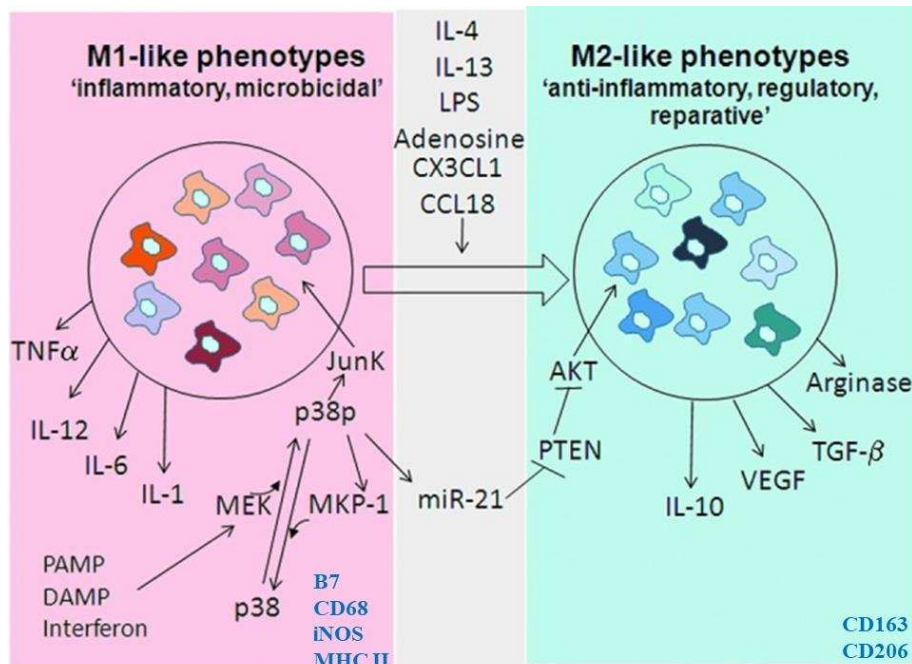 M1-like phenotypes
‘inflammatory, microbicidal’
TNFα
IL-12
IL-6
IL-1
JunK
p38p
MEK
MKP-1
PAMP
DAMP
Interferon
p38
B7
CD68
iNOS
MHC II
IL-4
IL-13
LPS
Adenosine
CX3CL1
CCL18
miR-21
M2-like phenotypes
‘anti-inflammatory, regulatory,
reparative’
AKT
PTEN
Arginase
TGF-β
VEGF
IL-10
CD163
CD206